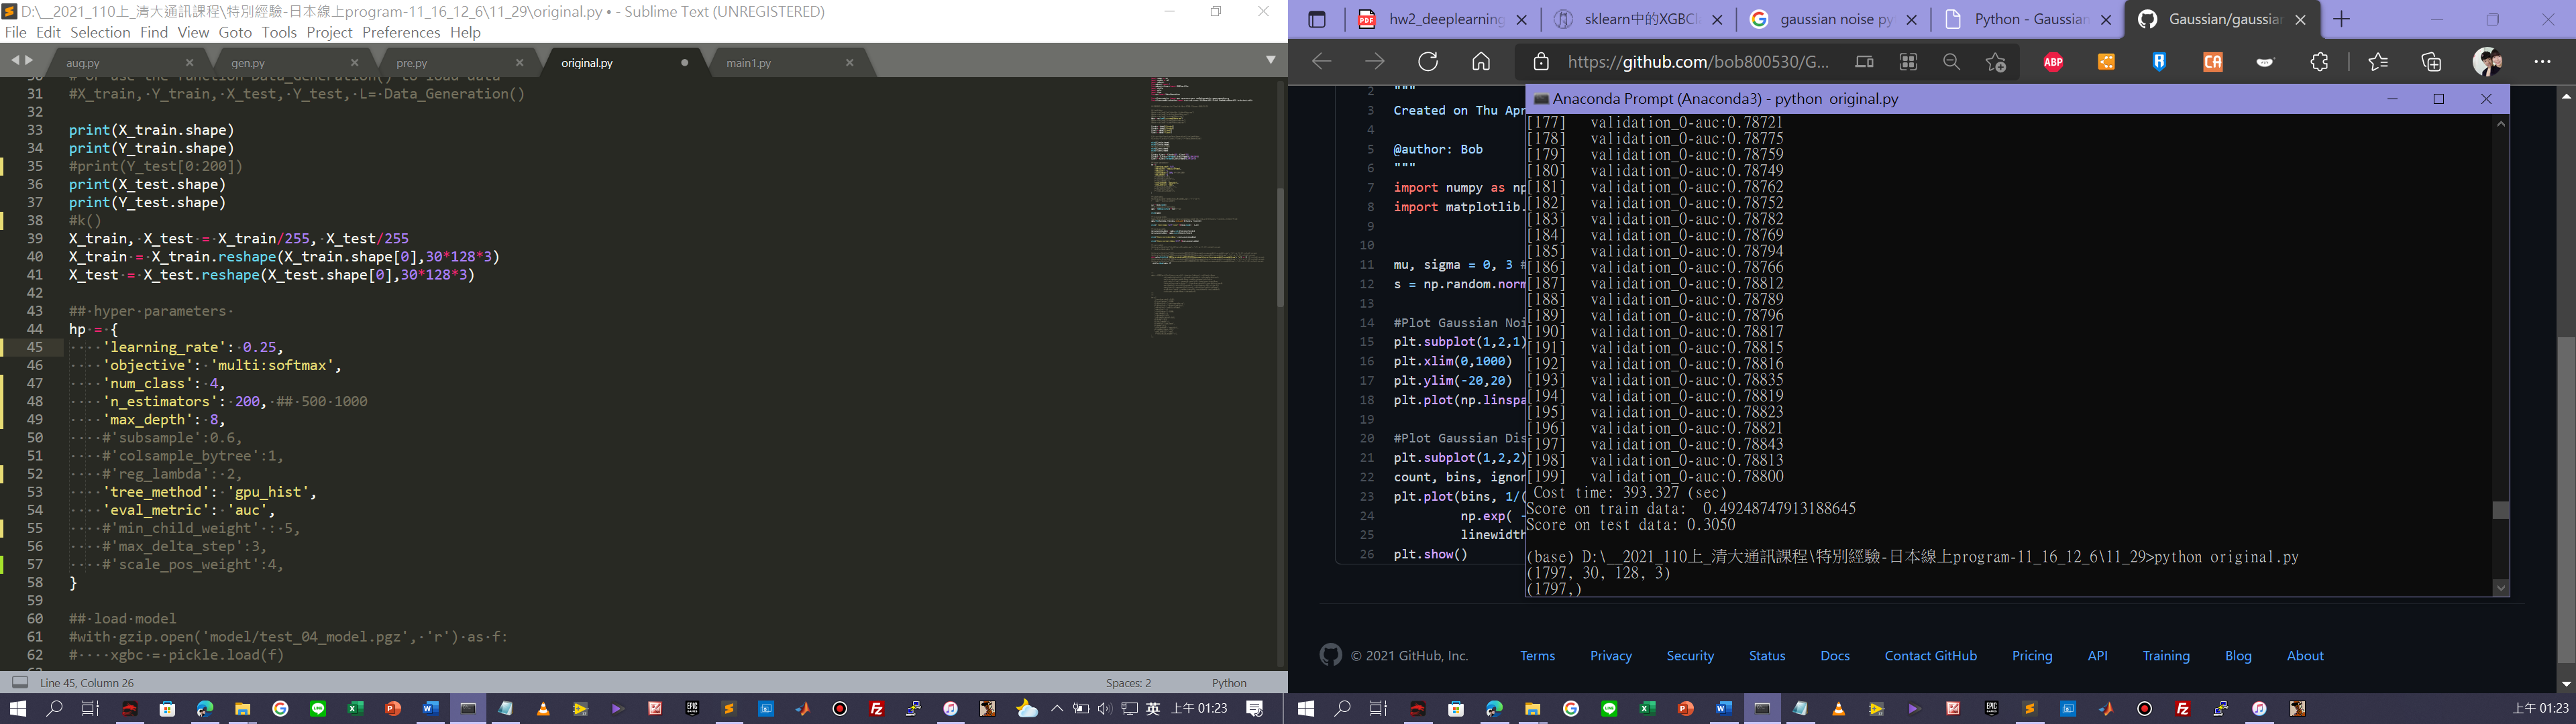 D:\__2021_110上_清大通訊課程\特別經驗-日本線上program-11_16_12_6\11_29\original.py • - Sublime Text (UNREGISTERED)
File Edit Selection Find View Goto Tools Project Preferences Help
auq.py
gen.py
pre.py
original.py
main1.py
30 # or use the function Data_Generation() to load data
31 #X_train, Y_train, X_test, Y_test, L= Data_Generation()
32
33 print(X_train.shape)
34 print(Y_train.shape)
35 #print(Y_test[0:200])
36 print(X_test.shape)
37 print(Y_test.shape)
38 #k()
39 X_train, X_test = X_train/255, X_test/255
40 X_train = X_train.reshape(X_train.shape[0],30*128*3)
41 X_test = X_test.reshape(X_test.shape[0],30*128*3)
42
43 ## hyper parameters
44 hp = {
45 'learning_rate': 0.25,
46 'objective': 'multi:softmax',
47 'num_class': 4,
48 'n_estimators': 200, ## 500 1000
49 'max_depth': 8,
50 #'subsample':0.6,
51 #'colsample_bytree':1,
52 #'reg_lambda': 2,
53 'tree_method': 'gpu_hist',
54 'eval_metric': 'auc',
55 #'min_child_weight' : 5,
56 #'max_delta_step':3,
57 #'scale_pos_weight':4,
58 }
59
60 ## load model
61 #with gzip.open('model/test_04_model.pgz', 'r') as f:
62 # xgbc = pickle.load(f)
Line 45, Column 26
Spaces: 2
Python
英 上午 01:23
hw2_deeplearning
sklearn中的XGBCl
gaussian noise py
Python - Gaussian
Gaussian/gaussian
https://github.com/bob800530/G...
2 """
3 Created on Thu Apr
4
5 @author: Bob
6 """
7 import numpy as np
8 import matplotlib.
9
10
11 mu, sigma = 0, 3 #
12 s = np.random.norm
13
14 #Plot Gaussian Noi
15 plt.subplot(1,2,1)
16 plt.xlim(0,1000)
17 plt.ylim(-20,20)
18 plt.plot(np.linspa
19
20 #Plot Gaussian Dis
21 plt.subplot(1,2,2)
22 count, bins, ignor
23 plt.plot(bins, 1/(
24 np.exp( -
25 linewidth
26 plt.show()
Anaconda Prompt (Anaconda3) - python original.py
[177] validation_0-auc:0.78721
[178] validation_0-auc:0.78775
[179] validation_0-auc:0.78759
[180] validation_0-auc:0.78749
[181] validation_0-auc:0.78762
[182] validation_0-auc:0.78752
[183] validation_0-auc:0.78782
[184] validation_0-auc:0.78769
[185] validation_0-auc:0.78794
[186] validation_0-auc:0.78766
[187] validation_0-auc:0.78812
[188] validation_0-auc:0.78789
[189] validation_0-auc:0.78796
[190] validation_0-auc:0.78817
[191] validation_0-auc:0.78815
[192] validation_0-auc:0.78816
[193] validation_0-auc:0.78835
[194] validation_0-auc:0.78819
[195] validation_0-auc:0.78823
[196] validation_0-auc:0.78821
[197] validation_0-auc:0.78843
[198] validation_0-auc:0.78813
[199] validation_0-auc:0.78800
Cost time: 393.327 (sec)
Score on train data: 0.49248747913188645
Score on test data: 0.3050
(base) D:\__2021_110上_清大通訊課程\特別經驗-日本線上program-11_16_12_6\11_29>python original.py
(1797, 30, 128, 3)
(1797,)
© 2021 GitHub, Inc.
Terms
Privacy
Security
Status
Docs
Contact GitHub
Pricing
API
Training
Blog
About
上午 01:23